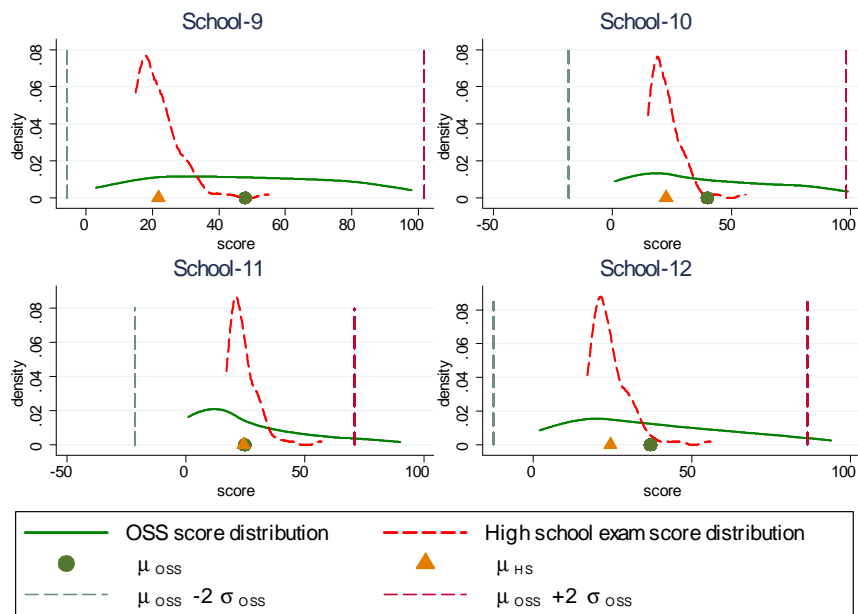 School-9
School-10
density
0 .02 .04 .06 .08
0 20 40 60 80 100
score
density
0 .02 .04 .06 .08
-50 0 50 100
score
School-11
School-12
density
0 .02 .04 .06 .08
-50 0 50 100
score
density
0 .02 .04 .06 .08
0 50 100
score
OSS score distribution
High school exam score distribution
μ OSS
μ HS
μ OSS -2 σ OSS
μ OSS +2 σ OSS